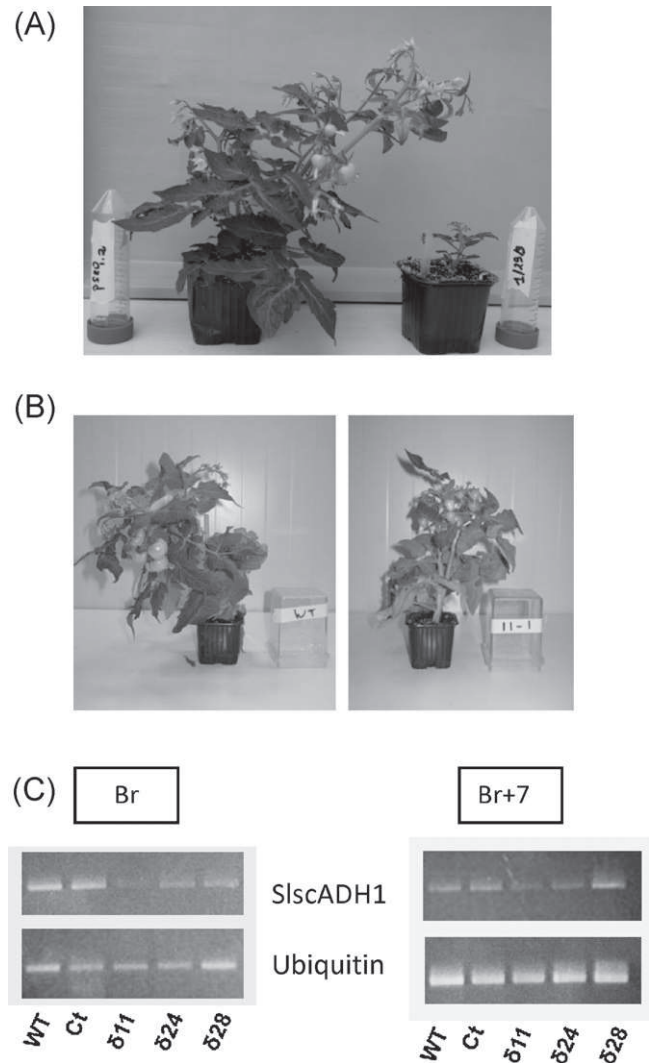 (A)
(B)
WT
11-1
(C)
Br
Br+7
SlscADH1
Ubiquitin
WT Ct δ11 δ24 δ28
WT Ct δ11 δ24 δ28